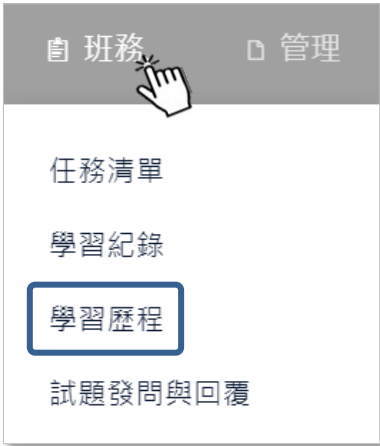 班務 管理
任務清單
學習紀錄
學習歷程
試題發問與回覆